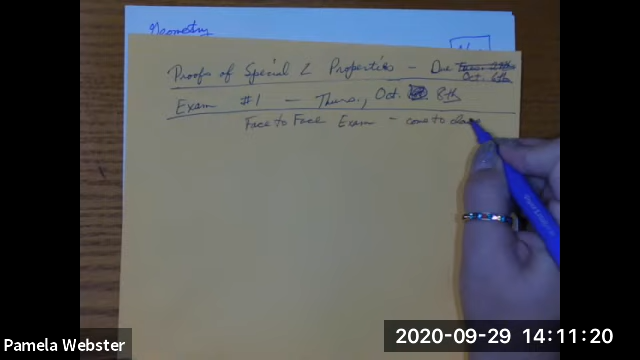 Geometry
Proofs of Special ∠ Properties - Due
Oct. 6th
Exam #1 - Thurs., Oct. 8th
Face to Face Exam - come to class
Pamela Webster
2020-09-29 14:11:20